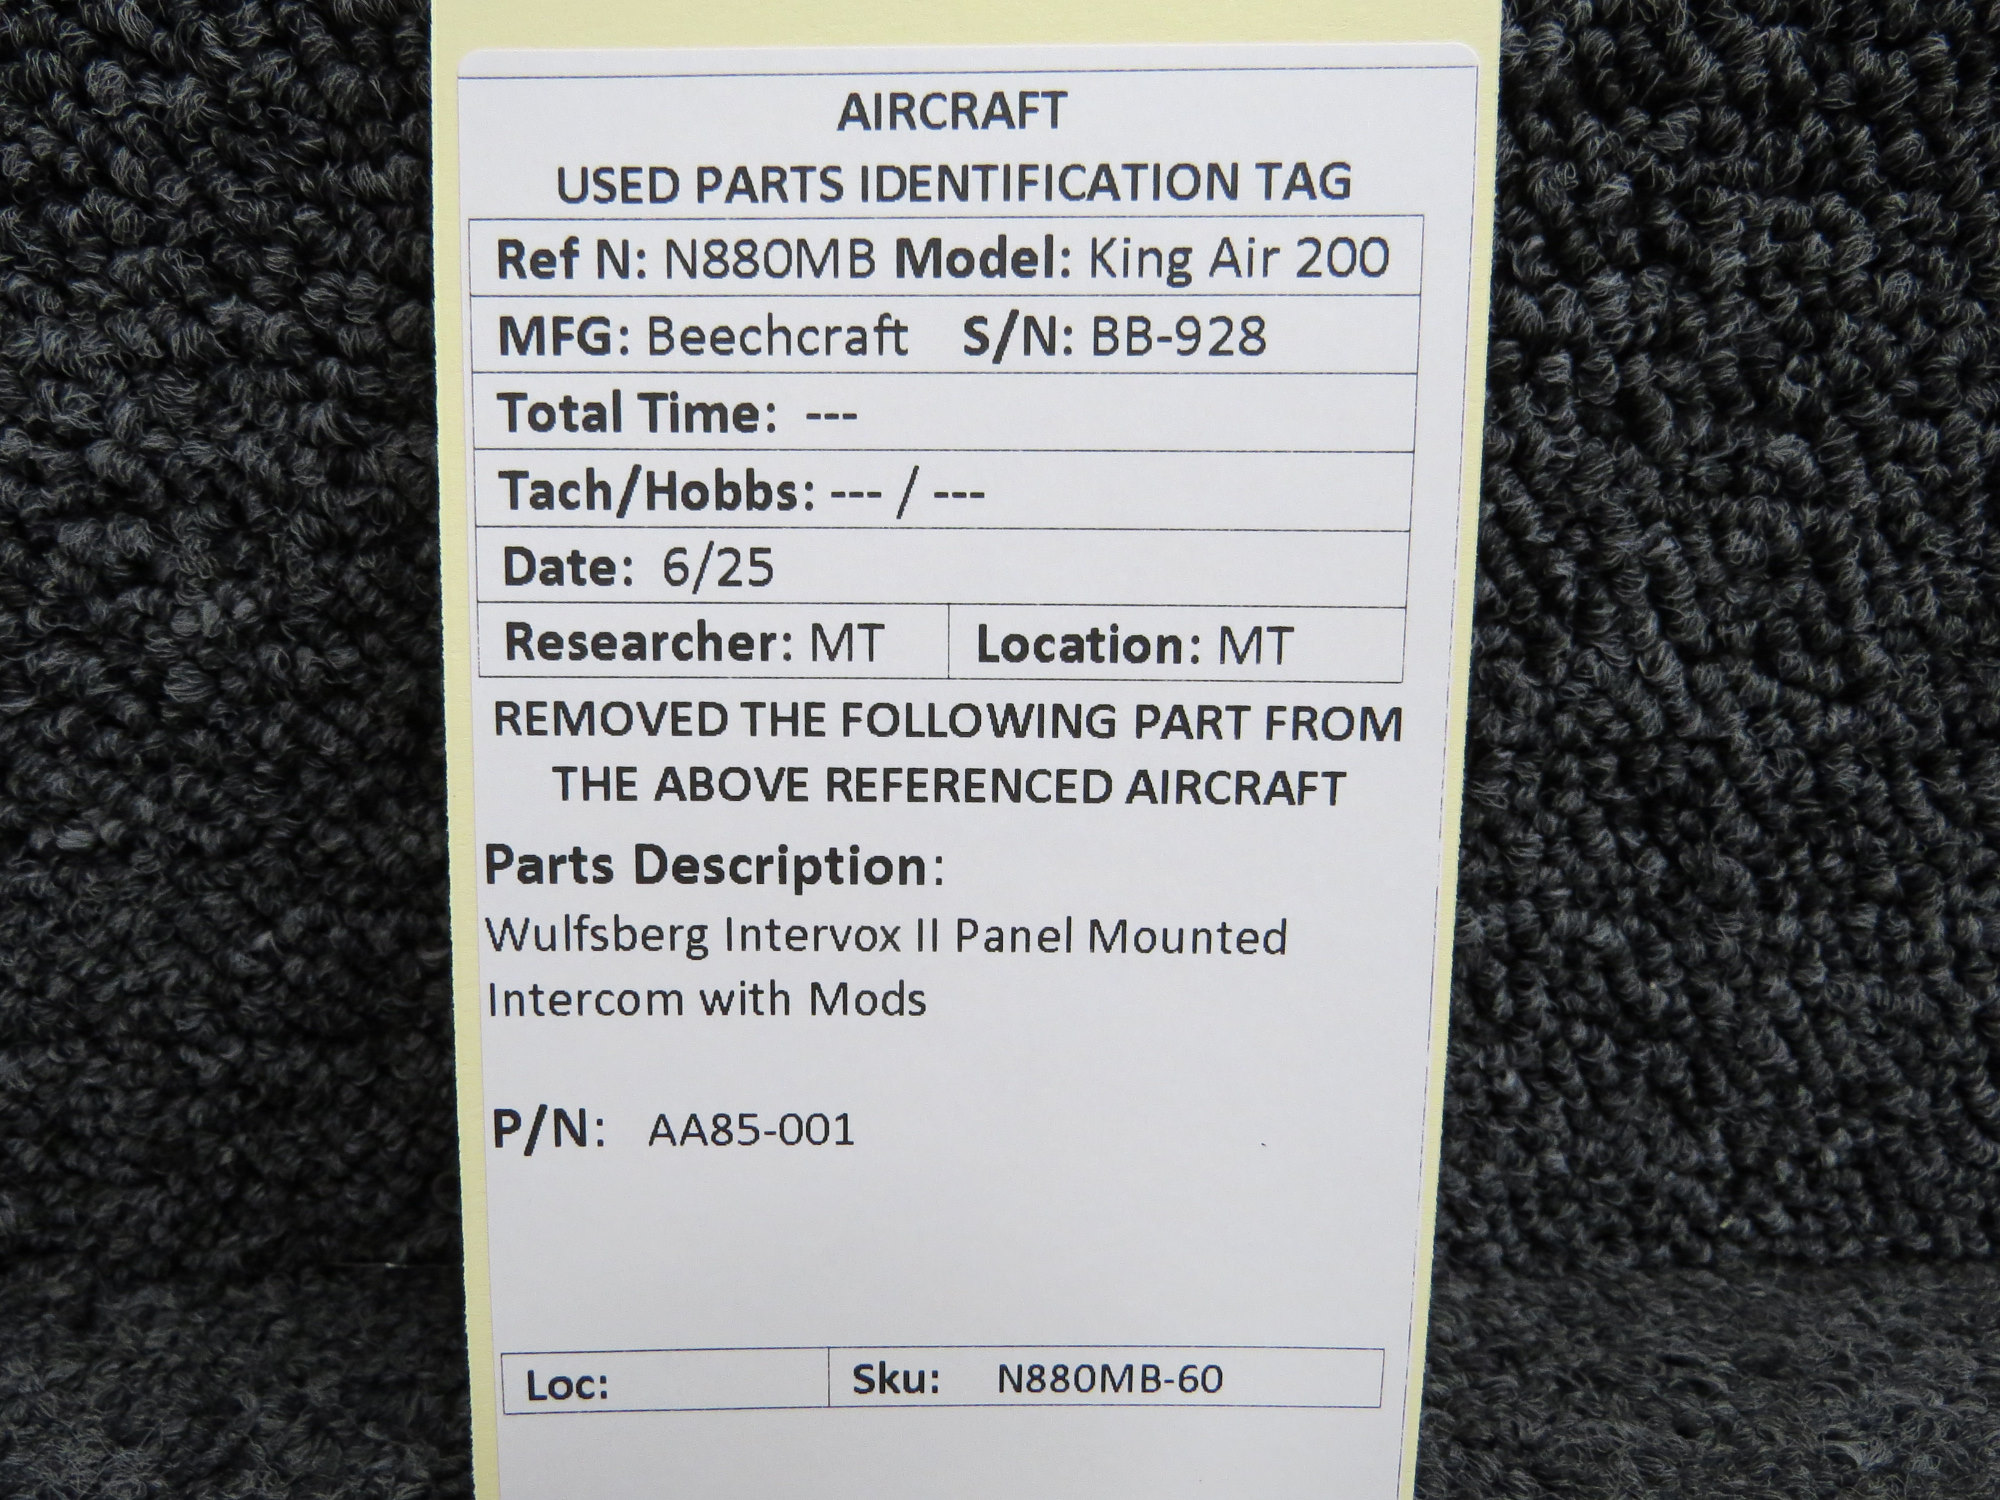 AIRCRAFT
USED PARTS IDENTIFICATION TAG
Ref N: N880MB Model: King Air 200
MFG: Beechcraft S/N: BB-928
Total Time: ---
Tach/Hobbs: --- / ---
Date: 6/25
Researcher: MT Location: MT
REMOVED THE FOLLOWING PART FROM
THE ABOVE REFERENCED AIRCRAFT
Parts Description:
Wulfsberg Intervox II Panel Mounted
Intercom with Mods
P/N: AA85-001
Loc: Sku: N880MB-60